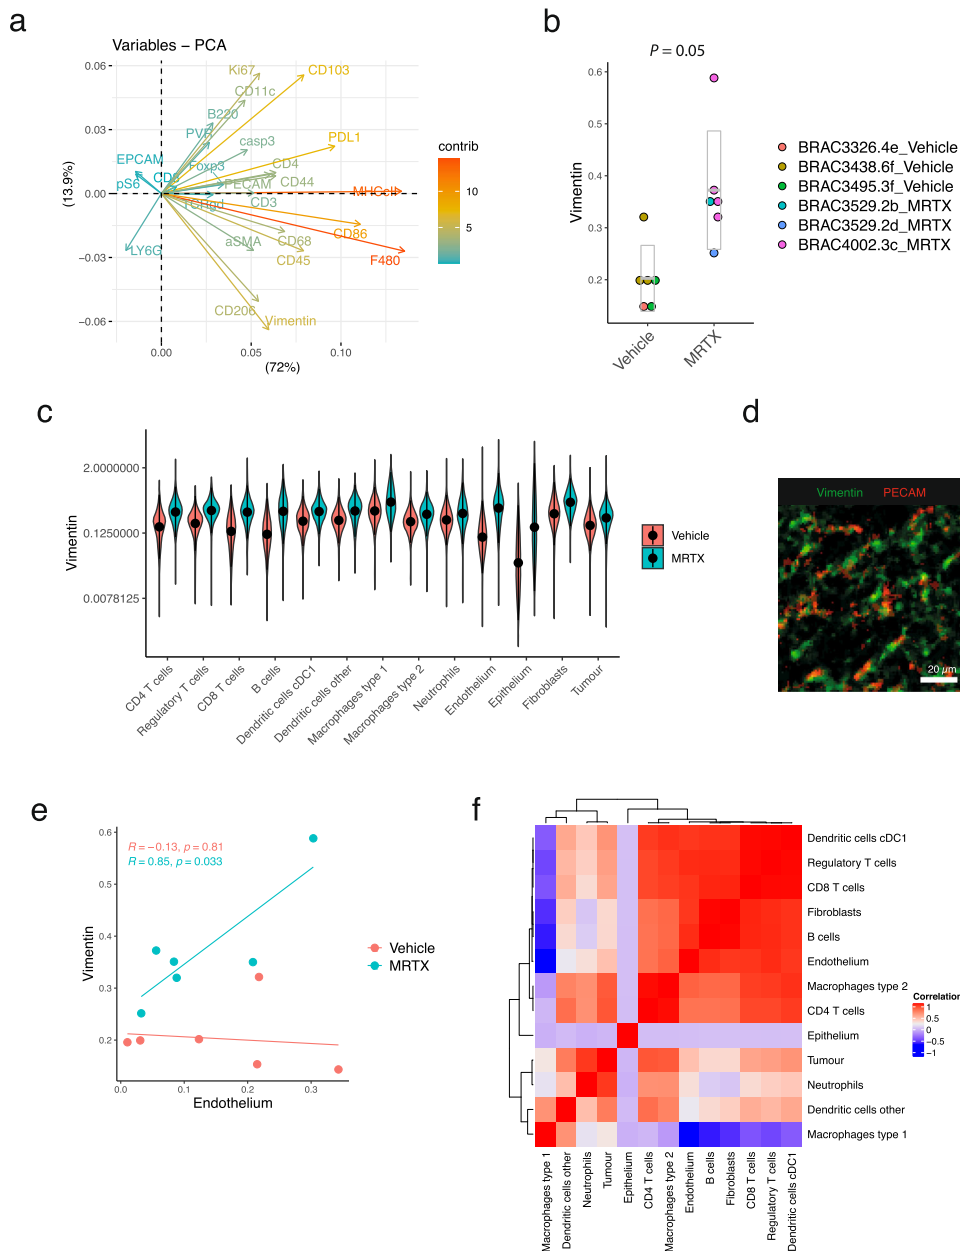 a
Variables − PCA
0.06
0.03
0.00
−0.03
−0.06
(13.9%)
0.00
0.05
0.10
(72%)
Ki67
CD103
CD11c
B220
PVR
casp3
PDL1
EPCAM
CD8
Foxp3
CD4
pS6
PECAM
CD44
MHCcII
TCRgd
CD3
CD86
LY6G
aSMA
CD68
CD45
F480
CD206
Vimentin
contrib
10
5
b
P = 0.05
0.6
0.5
0.4
0.3
0.2
Vimentin
Vehicle
MRTX
BRAC3326.4e_Vehicle
BRAC3438.6f_Vehicle
BRAC3495.3f_Vehicle
BRAC3529.2b_MRTX
BRAC3529.2d_MRTX
BRAC4002.3c_MRTX
c
2.0000000
0.1250000
0.0078125
Vimentin
CD4 T cells
Regulatory T cells
CD8 T cells
B cells
Dendritic cells cDC1
Dendritic cells other
Macrophages type 1
Macrophages type 2
Neutrophils
Endothelium
Epithelium
Fibroblasts
Tumour
Vehicle
MRTX
d
Vimentin PECAM
20 µm
e
R = −0.13, p = 0.81
R = 0.85, p = 0.033
0.6
0.5
0.4
0.3
0.2
Vimentin
0.0
0.1
0.2
0.3
Endothelium
Vehicle
MRTX
f
Dendritic cells cDC1
Regulatory T cells
CD8 T cells
Fibroblasts
B cells
Endothelium
Macrophages type 2
CD4 T cells
Epithelium
Tumour
Neutrophils
Dendritic cells other
Macrophages type 1
Macrophages type 1
Dendritic cells other
Neutrophils
Tumour
Epithelium
CD4 T cells
Macrophages type 2
Endothelium
B cells
Fibroblasts
CD8 T cells
Regulatory T cells
Dendritic cells cDC1
Correlation
1
0.5
0
−0.5
−1